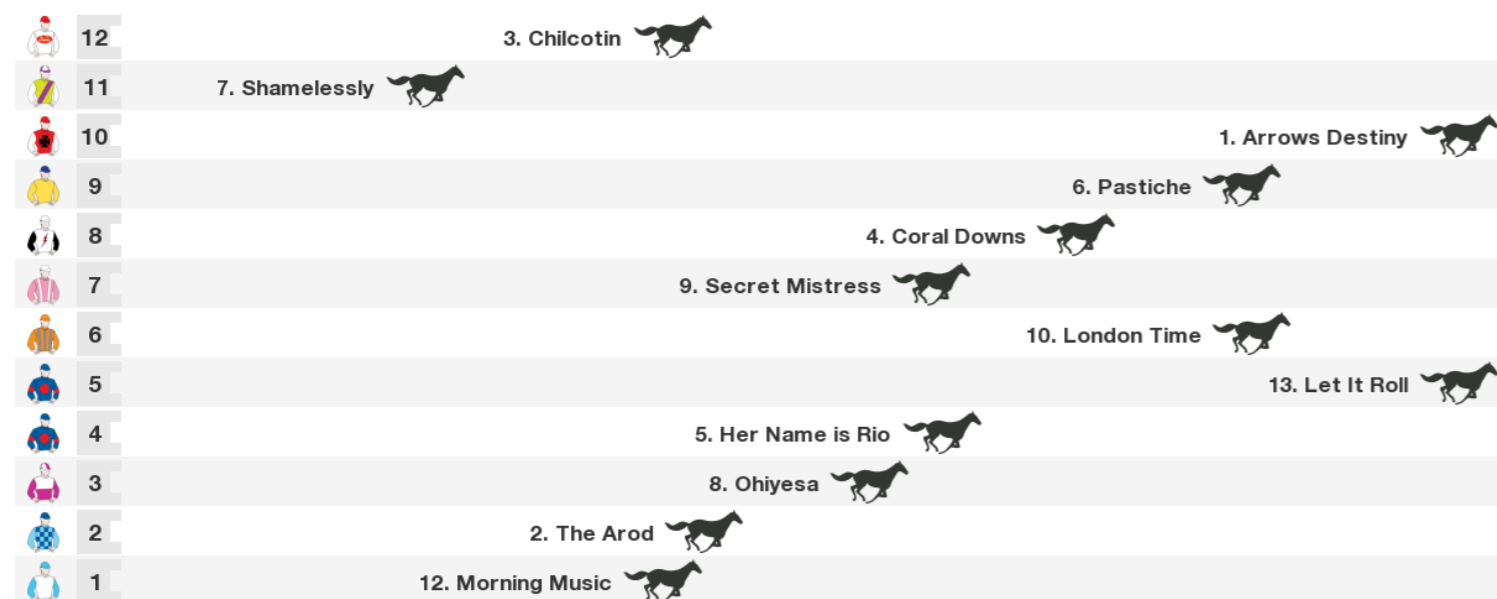 12 3. Chilcotin
11 7. Shamelessly
10 1. Arrows Destiny
9 6. Pastiche
8 4. Coral Downs
7 9. Secret Mistress
6 10. London Time
5 13. Let It Roll
4 5. Her Name is Rio
3 8. Ohiyesa
2 2. The Arod
1 12. Morning Music